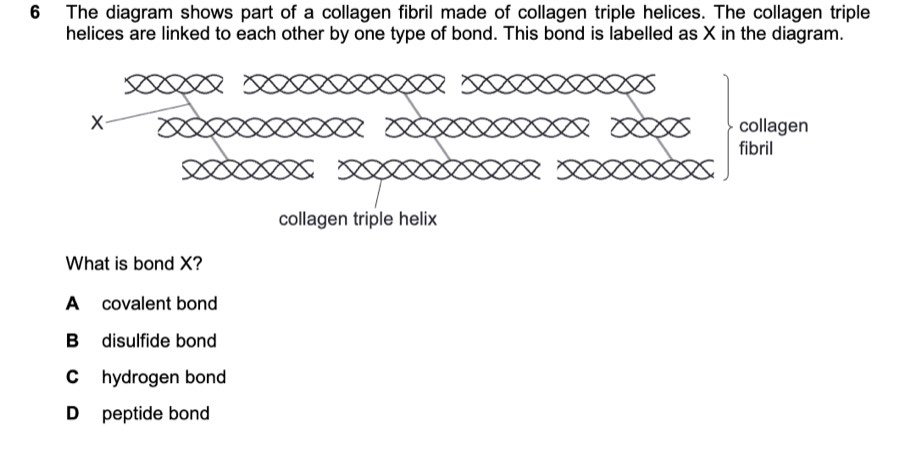 6 The diagram shows part of a collagen fibril made of collagen triple helices. The collagen triple
helices are linked to each other by one type of bond. This bond is labelled as X in the diagram.
X
collagen
fibril
collagen triple helix
What is bond X?
A covalent bond
B disulfide bond
C hydrogen bond
D peptide bond